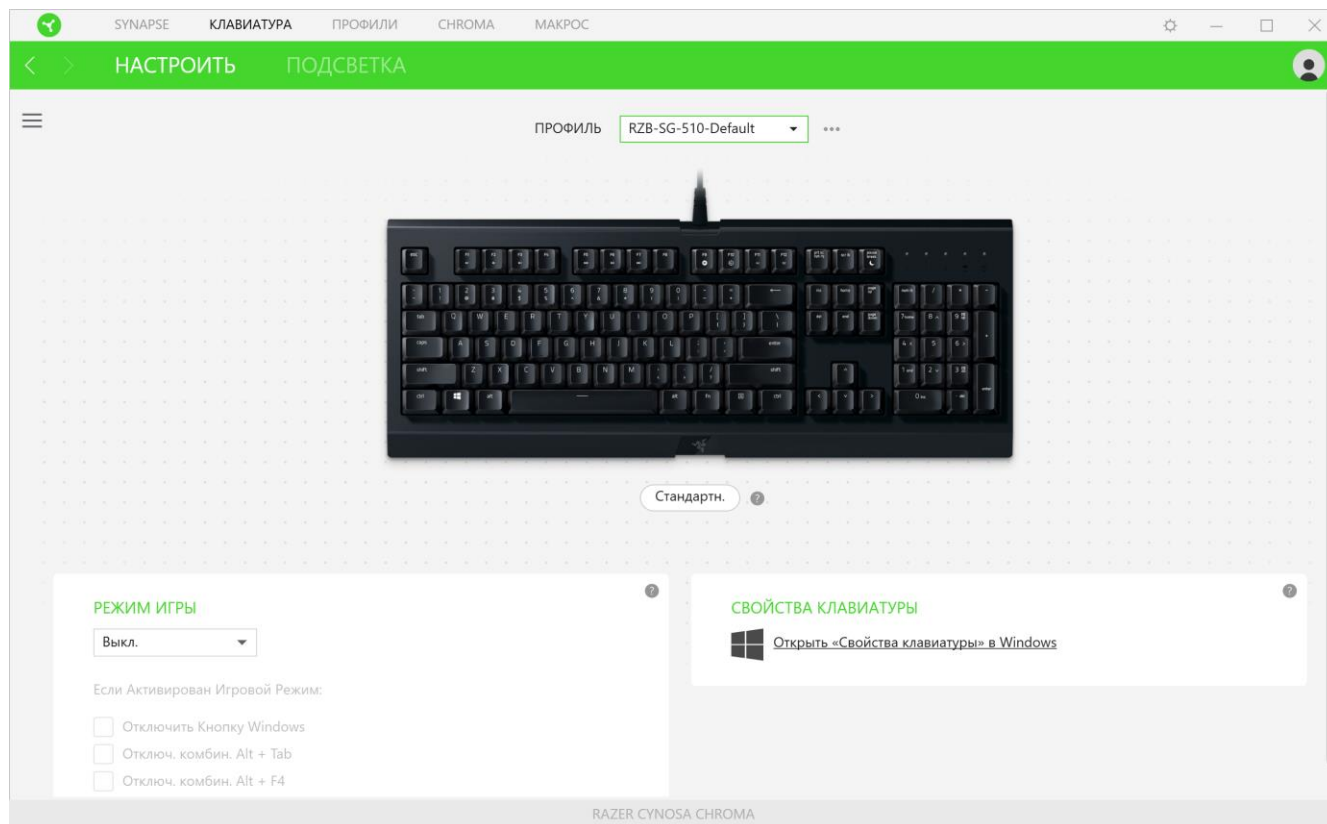 SYNAPSE КЛАВИАТУРА ПРОФИЛИ CHROMA МАКРОС
НАСТРОИТЬ ПОДСВЕТКА
ПРОФИЛЬ RZB-SG-510-Default
Стандартн.
РЕЖИМ ИГРЫ
Выкл.
Если Активирован Игровой Режим:
Отключить Кнопку Windows
Отключ. комбин. Alt + Tab
Отключ. комбин. Alt + F4
СВОЙСТВА КЛАВИАТУРЫ
Открыть «Свойства клавиатуры» в Windows
RAZER CYNOSA CHROMA